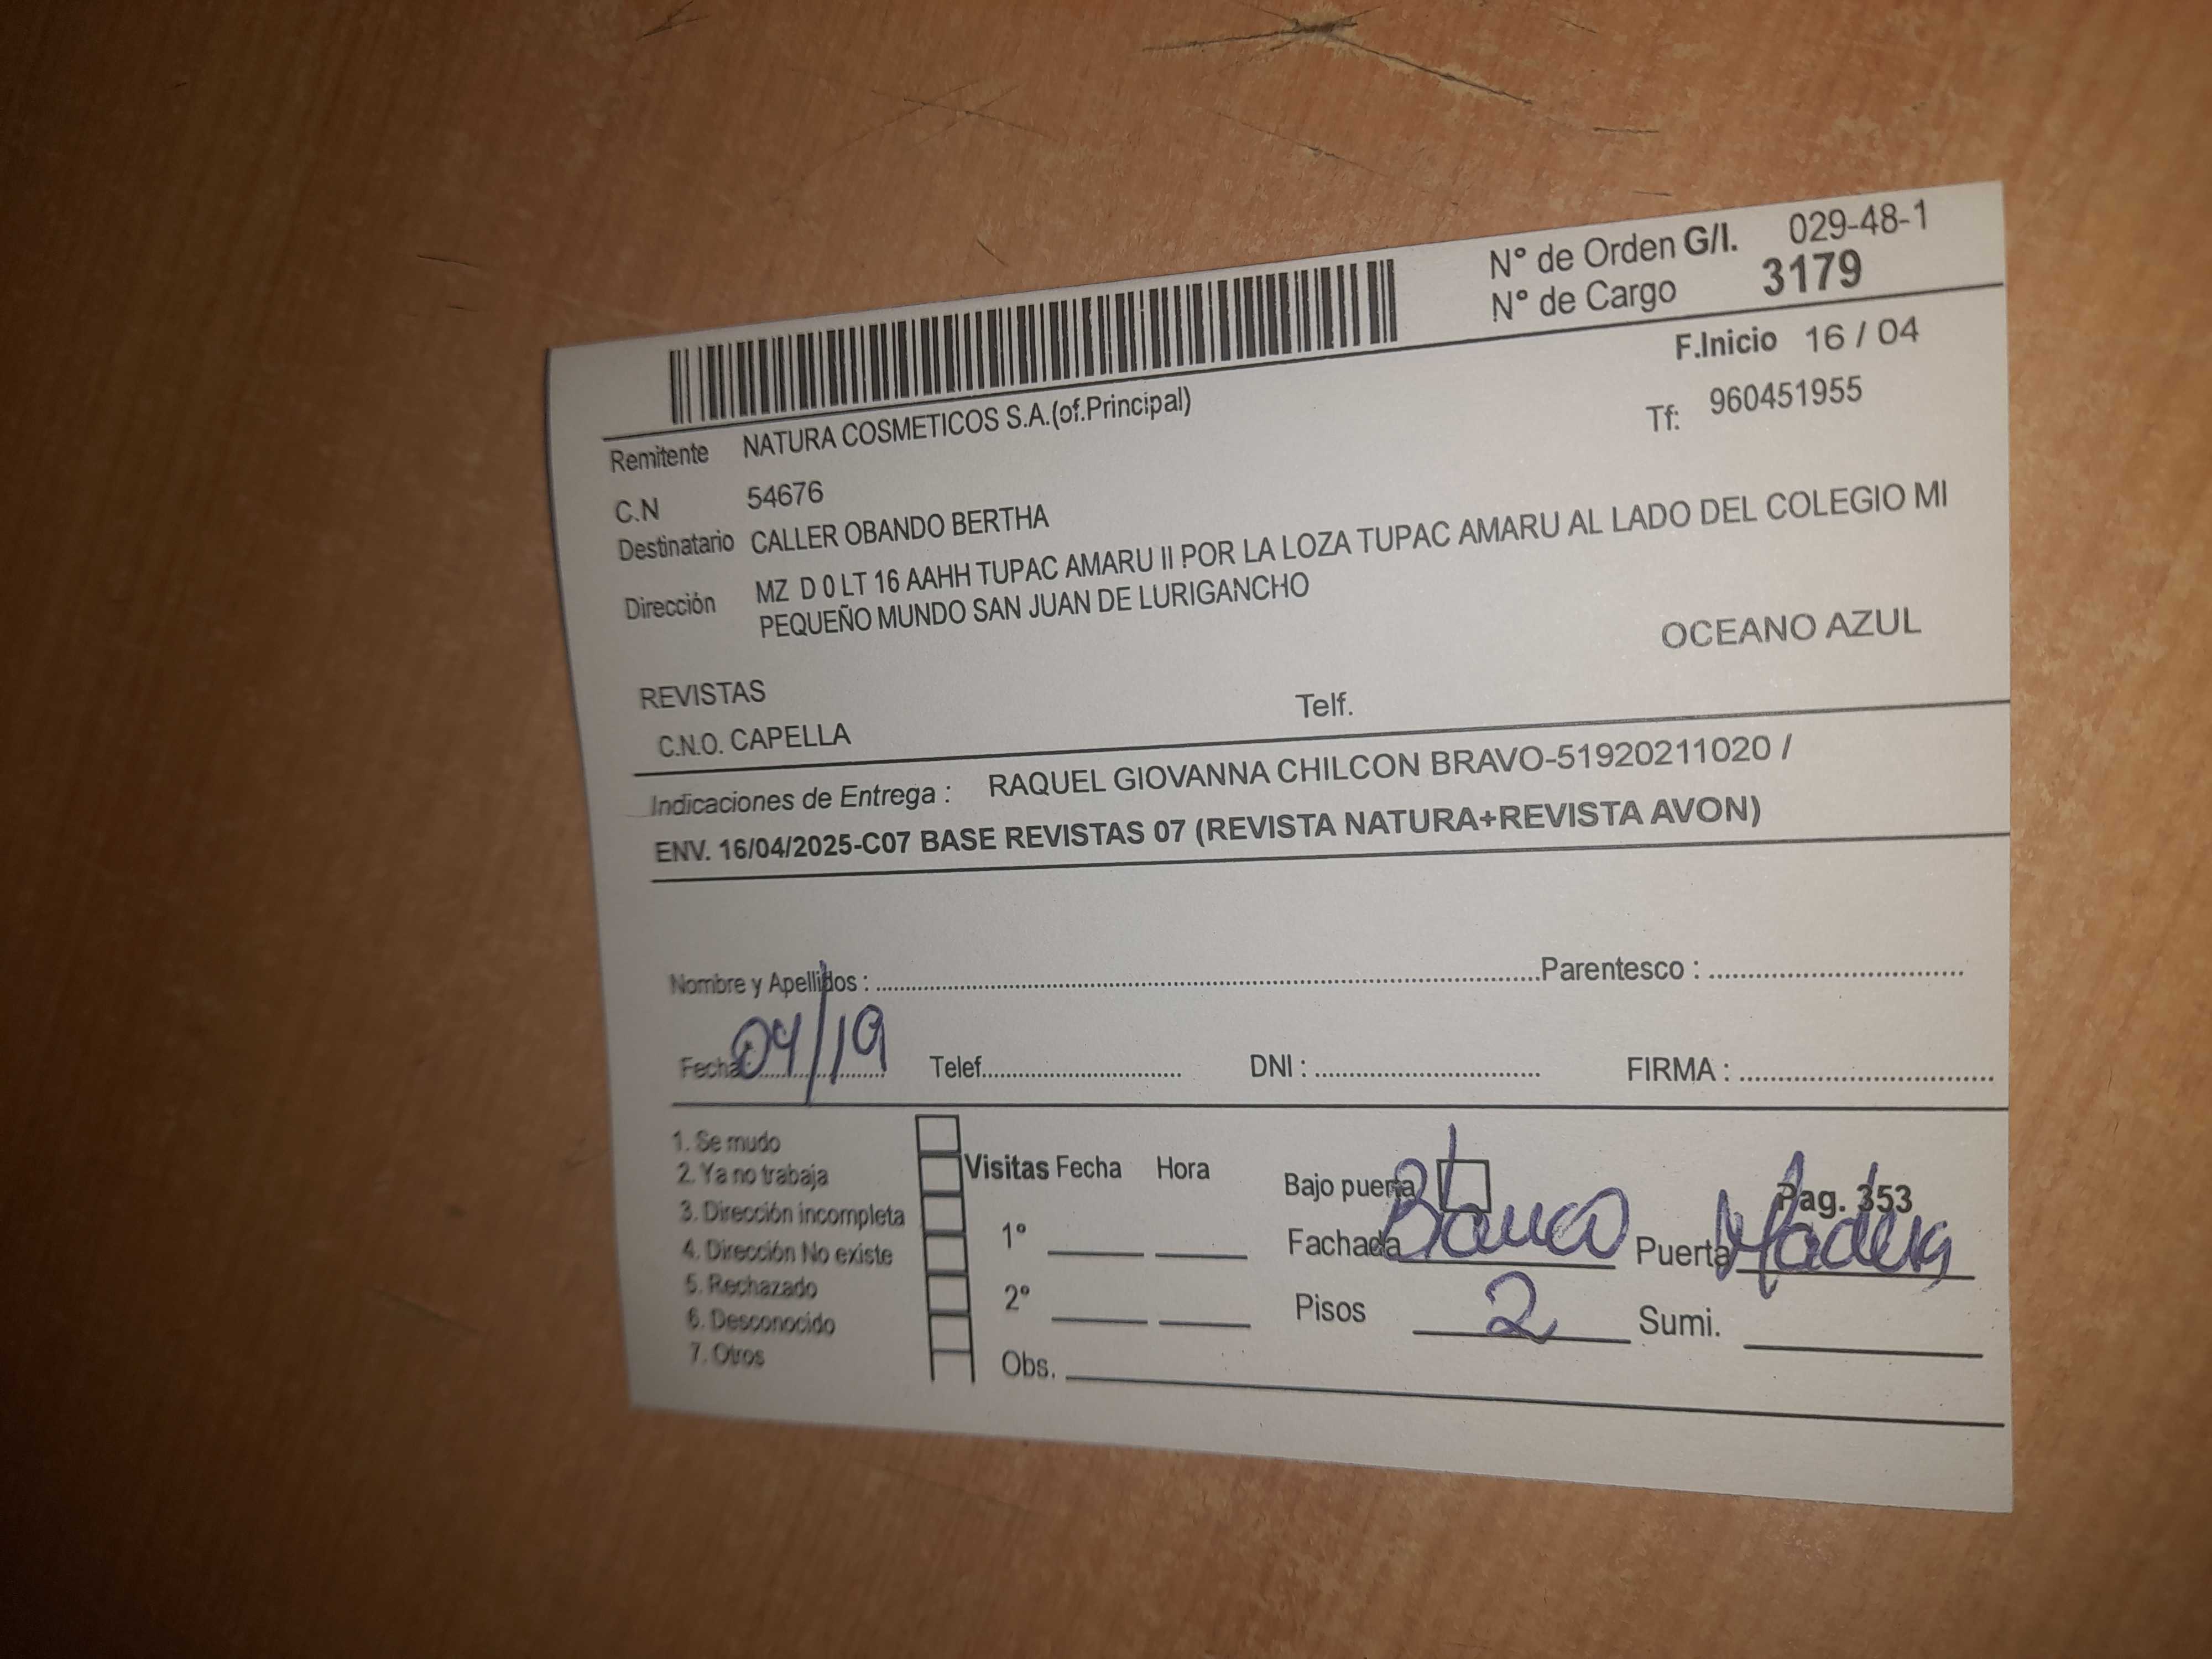 N° de Orden G/I. 029-48-1
N° de Cargo 3179
F.Inicio 16 / 04
Remitente NATURA COSMETICOS S.A.(of.Principal)
Tf: 960451955
C.N 54676
Destinatario CALLER OBANDO BERTHA
Dirección MZ D 0 LT 16 AAHH TUPAC AMARU II POR LA LOZA TUPAC AMARU AL LADO DEL COLEGIO MI
PEQUEÑO MUNDO SAN JUAN DE LURIGANCHO
OCEANO AZUL
REVISTAS
C.N.O. CAPELLA Telf.
Indicaciones de Entrega : RAQUEL GIOVANNA CHILCON BRAVO-51920211020 /
ENV. 16/04/2025-C07 BASE REVISTAS 07 (REVISTA NATURA+REVISTA AVON)
Nombre y Apellidos : Parentesco :
Fecha: 04/19 Telef. DNI : FIRMA :
1. Se mudo
2. Ya no trabaja
3. Dirección incompleta
4. Dirección No existe
5. Rechazado
6. Desconocido
7. Otros
Visitas Fecha Hora
1°
2°
Obs.
Bajo puerta Pag. 353
Fachada Blanco Puerta Madera
Pisos 2 Sumi.